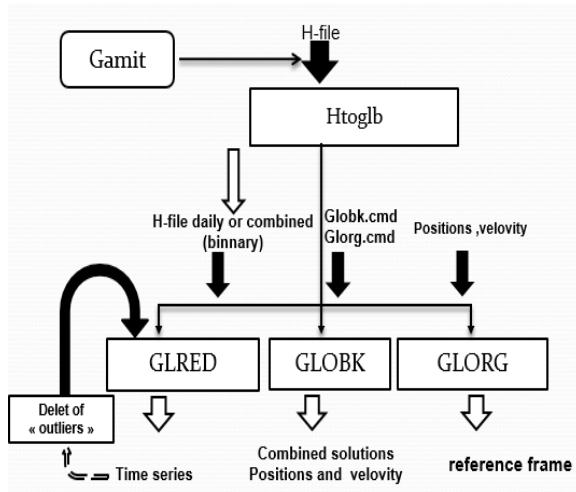 H-file
Gamit
Htoglb
H-file daily or combined
(binnary)
Globk.cmd
Glorg.cmd
Positions ,velovity
GLRED
GLOBK
GLORG
Delet of
« outliers »
Time series
Combined solutions
Positions and velovity
reference frame